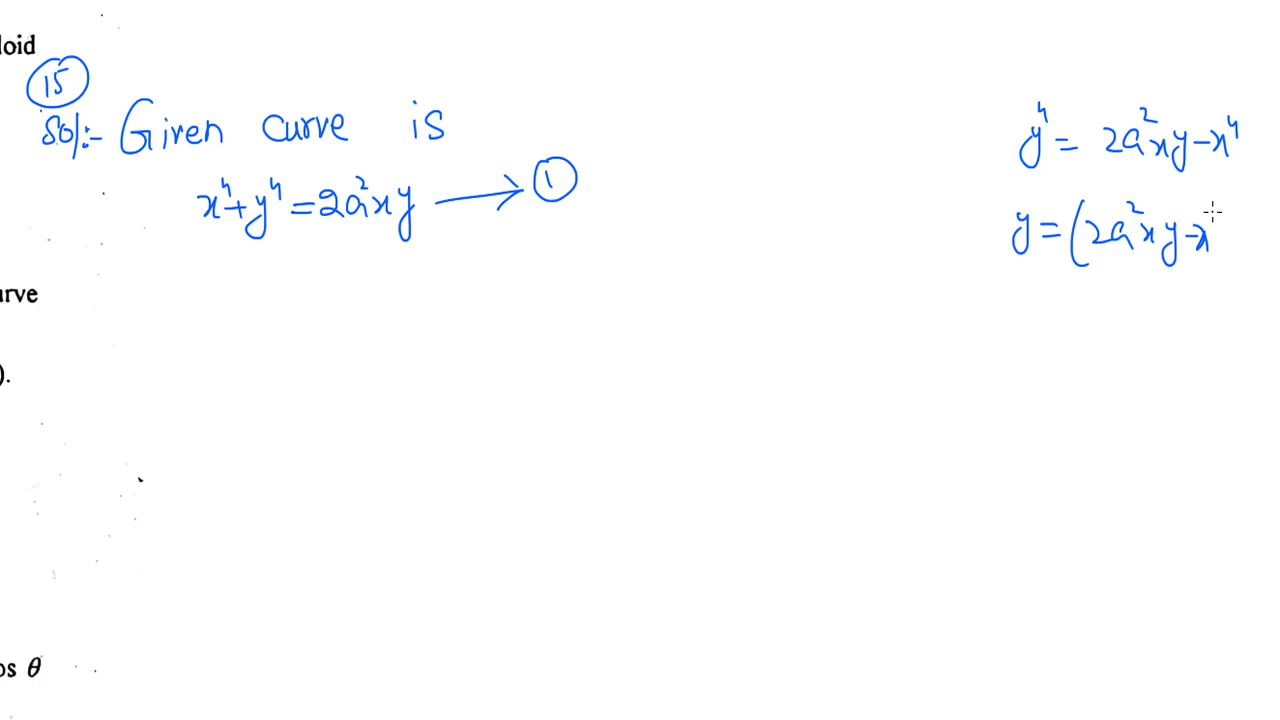 loid
15
Sol:- Given curve is
x⁴+y⁴=2a²xy ⟶ ①
y⁴= 2a²xy-x⁴
y=(2a²xy-x
urve
).
os θ